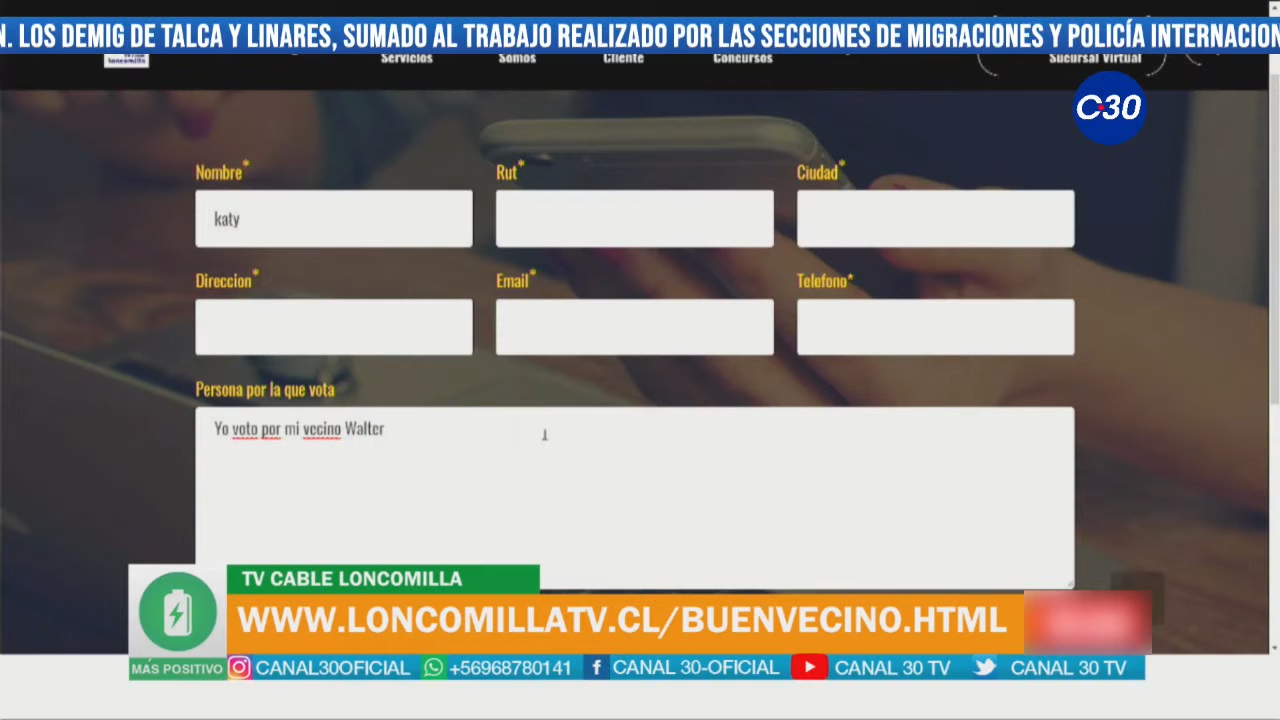 N. LOS DEMIG DE TALCA Y LINARES, SUMADO AL TRABAJO REALIZADO POR LAS SECCIONES DE MIGRACIONES Y POLICÍA INTERNACION
loncomilla
Servicios Somos Cliente Concursos Sucursal Virtual
C30
Nombre* Rut* Ciudad*
katy
Direccion* Email* Telefono*
Persona por la que vota
Yo voto por mi vecino Walter
TV CABLE LONCOMILLA
WWW.LONCOMILLATV.CL/BUENVECINO.HTML
MÁS POSITIVO CANAL30OFICIAL +56968780141 CANAL 30-OFICIAL CANAL 30 TV CANAL 30 TV